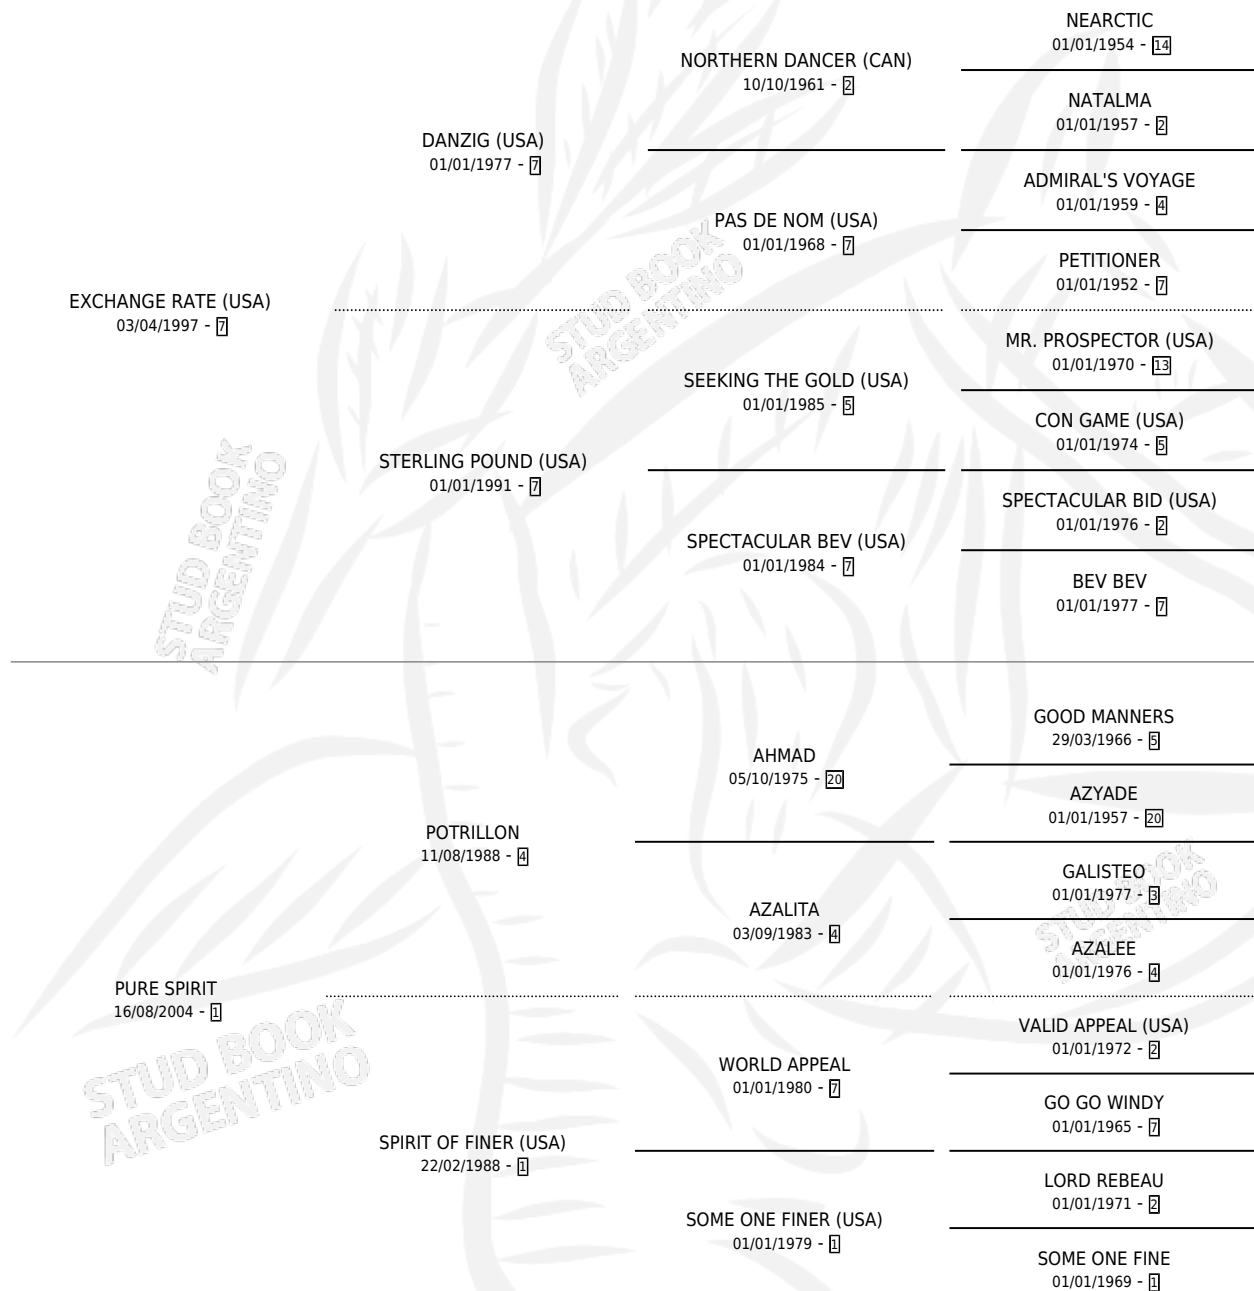 NEARCTIC
01/01/1954 - 14
NORTHERN DANCER (CAN)
10/10/1961 - 2
NATALMA
01/01/1957 - 2
DANZIG (USA)
01/01/1977 - 7
ADMIRAL'S VOYAGE
01/01/1959 - 4
PAS DE NOM (USA)
01/01/1968 - 7
PETITIONER
01/01/1952 - 7
EXCHANGE RATE (USA)
03/04/1997 - 7
MR. PROSPECTOR (USA)
01/01/1970 - 13
SEEKING THE GOLD (USA)
01/01/1985 - 5
CON GAME (USA)
01/01/1974 - 5
STERLING POUND (USA)
01/01/1991 - 7
SPECTACULAR BID (USA)
01/01/1976 - 2
SPECTACULAR BEV (USA)
01/01/1984 - 7
BEV BEV
01/01/1977 - 7
GOOD MANNERS
29/03/1966 - 5
AHMAD
05/10/1975 - 20
AZYADE
01/01/1957 - 20
POTRILLON
11/08/1988 - 4
GALISTEO
01/01/1977 - 3
AZALITA
03/09/1983 - 4
AZALEE
01/01/1976 - 4
PURE SPIRIT
16/08/2004 - 1
VALID APPEAL (USA)
01/01/1972 - 2
WORLD APPEAL
01/01/1980 - 7
GO GO WINDY
01/01/1965 - 7
SPIRIT OF FINER (USA)
22/02/1988 - 1
LORD REBEAU
01/01/1971 - 2
SOME ONE FINER (USA)
01/01/1979 - 1
SOME ONE FINE
01/01/1969 - 1
STUD BOOK
ARGENTINO
STUD BOOK
ARGENTINO
STUD BOOK
ARGENTINO
STUD BOOK
ARGENTINO